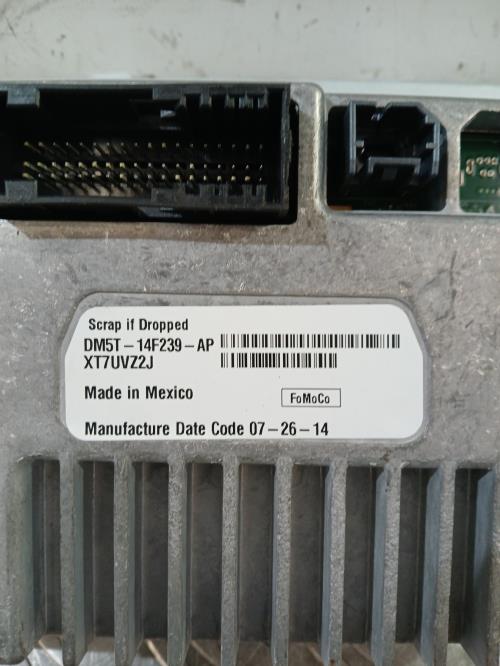 Scrap if Dropped
DM5T-14F239-AP
XT7UVZ2J
Made in Mexico
FoMoCo
Manufacture Date Code 07-26-14